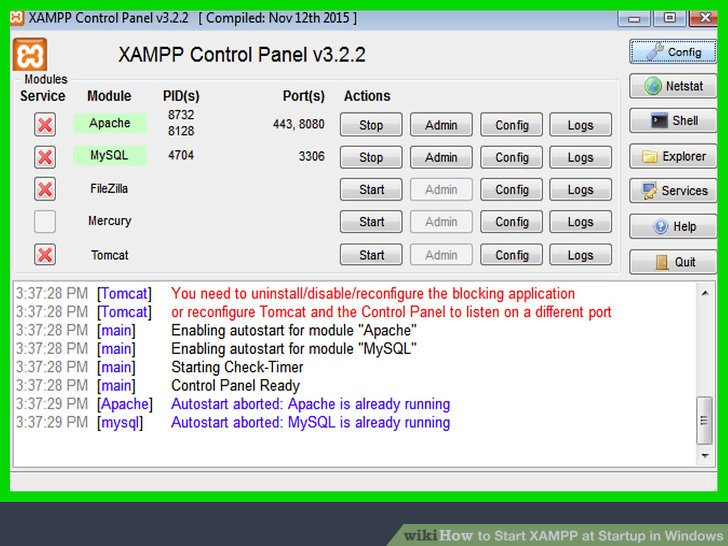 XAMPP Control Panel v3.2.2 [ Compiled: Nov 12th 2015 ]
XAMPP Control Panel v3.2.2
Config
Modules
Service Module PID(s) Port(s) Actions
Netstat
Apache 8732 8128 443, 8080 Stop Admin Config Logs
Shell
MySQL 4704 3306 Stop Admin Config Logs
Explorer
FileZilla Start Admin Config Logs
Services
Mercury Start Admin Config Logs
Help
Tomcat Start Admin Config Logs
Quit
3:37:28 PM [Tomcat] You need to uninstall/disable/reconfigure the blocking application
3:37:28 PM [Tomcat] or reconfigure Tomcat and the Control Panel to listen on a different port
3:37:28 PM [main] Enabling autostart for module "Apache"
3:37:28 PM [main] Enabling autostart for module "MySQL"
3:37:28 PM [main] Starting Check-Timer
3:37:28 PM [main] Control Panel Ready
3:37:29 PM [Apache] Autostart aborted: Apache is already running
3:37:29 PM [mysql] Autostart aborted: MySQL is already running
wikiHow to Start XAMPP at Startup in Windows